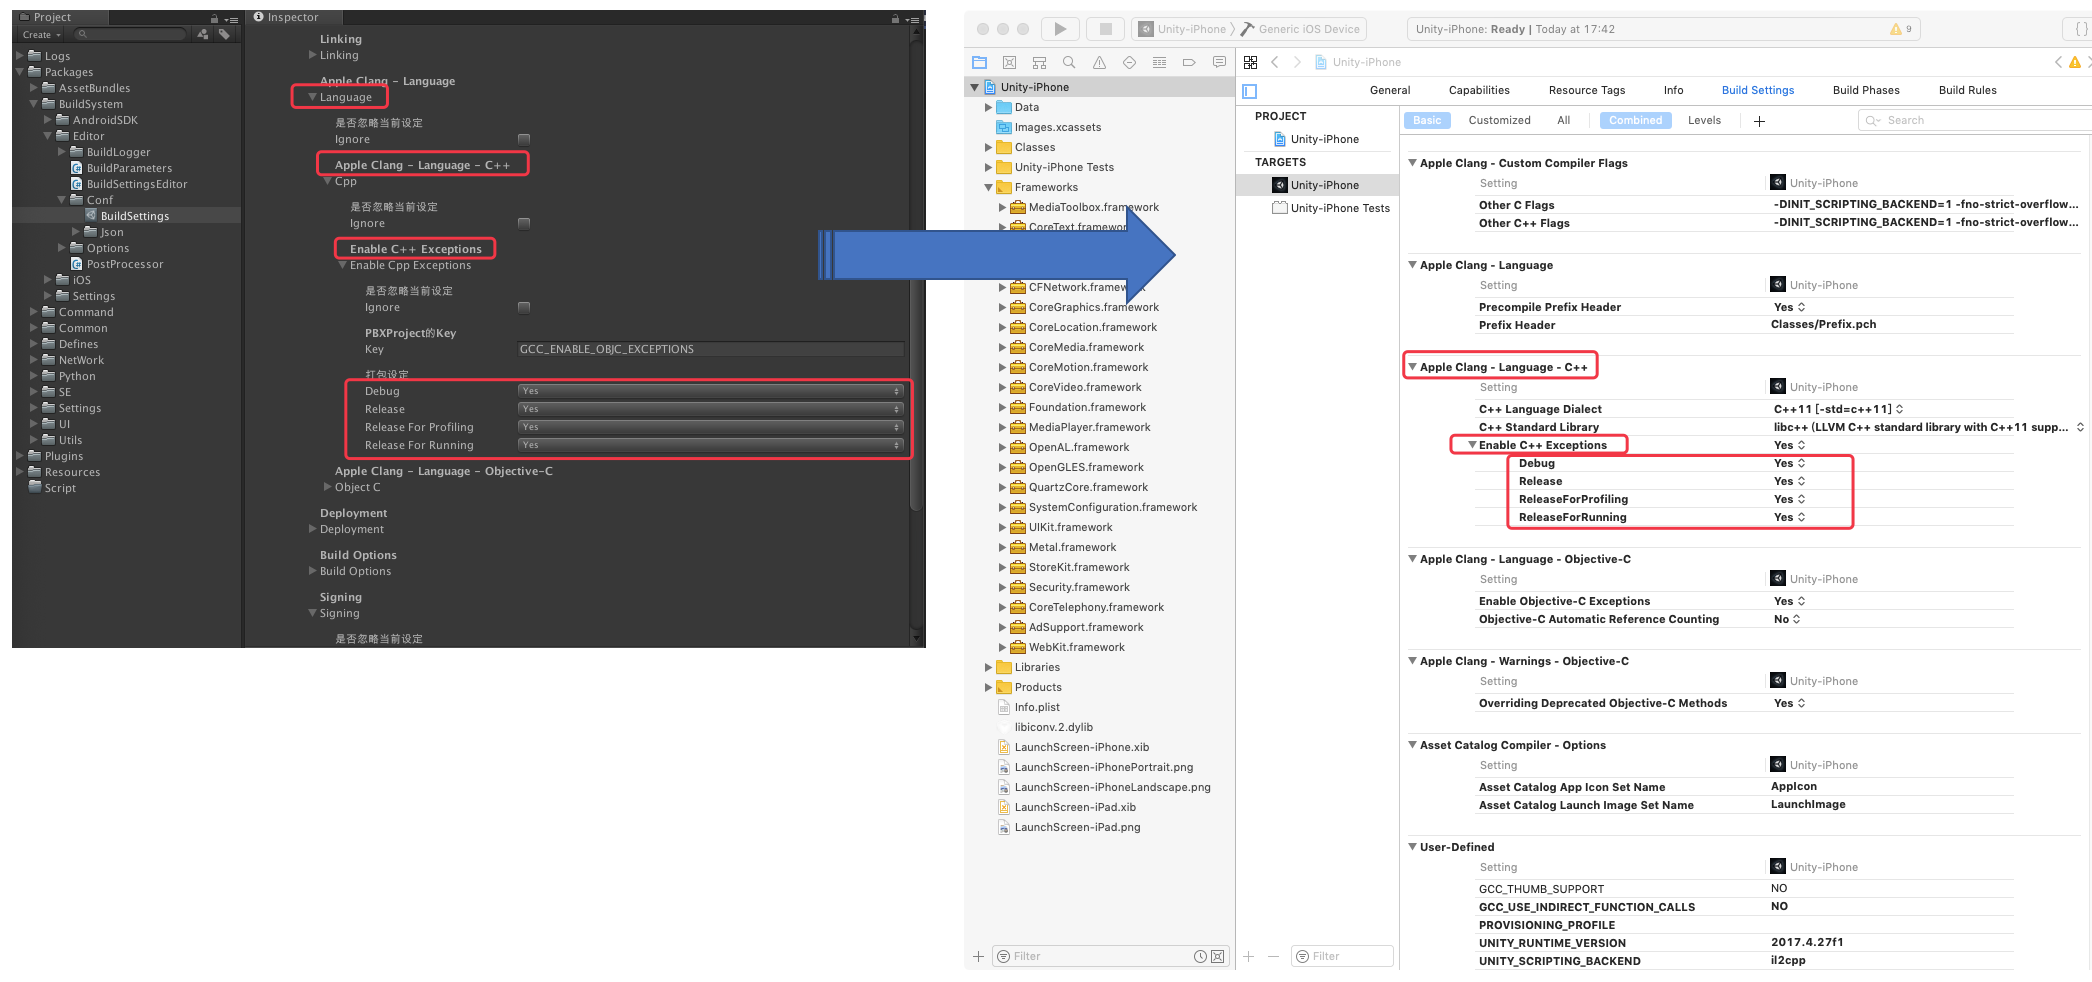 Project
Create
Logs
Packages
AssetBundles
BuildSystem
AndroidSDK
Editor
BuildLogger
BuildParameters
BuildSettingsEditor
Conf
BuildSettings
Json
Options
PostProcessor
iOS
Settings
Command
Common
Defines
NetWork
Python
SE
Settings
UI
Utils
Plugins
Resources
Script
Inspector
Linking
Linking
Apple Clang - Language
Language
是否忽略当前设定
Ignore
Apple Clang - Language - C++
Cpp
是否忽略当前设定
Ignore
Enable C++ Exceptions
Enable Cpp Exceptions
是否忽略当前设定
Ignore
PBXProject的Key
Key GCC_ENABLE_OBJC_EXCEPTIONS
打包设定
Debug Yes
Release Yes
Release For Profiling Yes
Release For Running Yes
Apple Clang - Language - Objective-C
Object C
Deployment
Deployment
Build Options
Build Options
Signing
Signing
是否忽略当前设定
Unity-iPhone Generic iOS Device
Unity-iPhone: Ready | Today at 17:42
9
Unity-iPhone
Data
Images.xcassets
Classes
Unity-iPhone Tests
Frameworks
MediaToolbox.framework
CoreText.framework
CFNetwork.framew
CoreGraphics.framework
CoreLocation.framework
CoreMedia.framework
CoreMotion.framework
CoreVideo.framework
Foundation.framework
MediaPlayer.framework
OpenAL.framework
OpenGLES.framework
QuartzCore.framework
SystemConfiguration.framework
UIKit.framework
Metal.framework
StoreKit.framework
Security.framework
CoreTelephony.framework
AdSupport.framework
WebKit.framework
Libraries
Products
Info.plist
libiconv.2.dylib
LaunchScreen-iPhone.xib
LaunchScreen-iPhonePortrait.png
LaunchScreen-iPhoneLandscape.png
LaunchScreen-iPad.xib
LaunchScreen-iPad.png
Filter
Unity-iPhone
General Capabilities Resource Tags Info Build Settings Build Phases Build Rules
PROJECT
Unity-iPhone
TARGETS
Unity-iPhone
Unity-iPhone Tests
Filter
Basic Customized All Combined Levels + Search
Apple Clang - Custom Compiler Flags
Setting Unity-iPhone
Other C Flags -DINIT_SCRIPTING_BACKEND=1 -fno-strict-overflow...
Other C++ Flags -DINIT_SCRIPTING_BACKEND=1 -fno-strict-overflow...
Apple Clang - Language
Setting Unity-iPhone
Precompile Prefix Header Yes
Prefix Header Classes/Prefix.pch
Apple Clang - Language - C++
Setting Unity-iPhone
C++ Language Dialect C++11 [-std=c++11]
C++ Standard Library libc++ (LLVM C++ standard library with C++11 supp...
Enable C++ Exceptions Yes
Debug Yes
Release Yes
ReleaseForProfiling Yes
ReleaseForRunning Yes
Apple Clang - Language - Objective-C
Setting Unity-iPhone
Enable Objective-C Exceptions Yes
Objective-C Automatic Reference Counting No
Apple Clang - Warnings - Objective-C
Setting Unity-iPhone
Overriding Deprecated Objective-C Methods Yes
Asset Catalog Compiler - Options
Setting Unity-iPhone
Asset Catalog App Icon Set Name AppIcon
Asset Catalog Launch Image Set Name LaunchImage
User-Defined
Setting Unity-iPhone
GCC_THUMB_SUPPORT NO
GCC_USE_INDIRECT_FUNCTION_CALLS NO
PROVISIONING_PROFILE
UNITY_RUNTIME_VERSION 2017.4.27f1
UNITY_SCRIPTING_BACKEND il2cpp